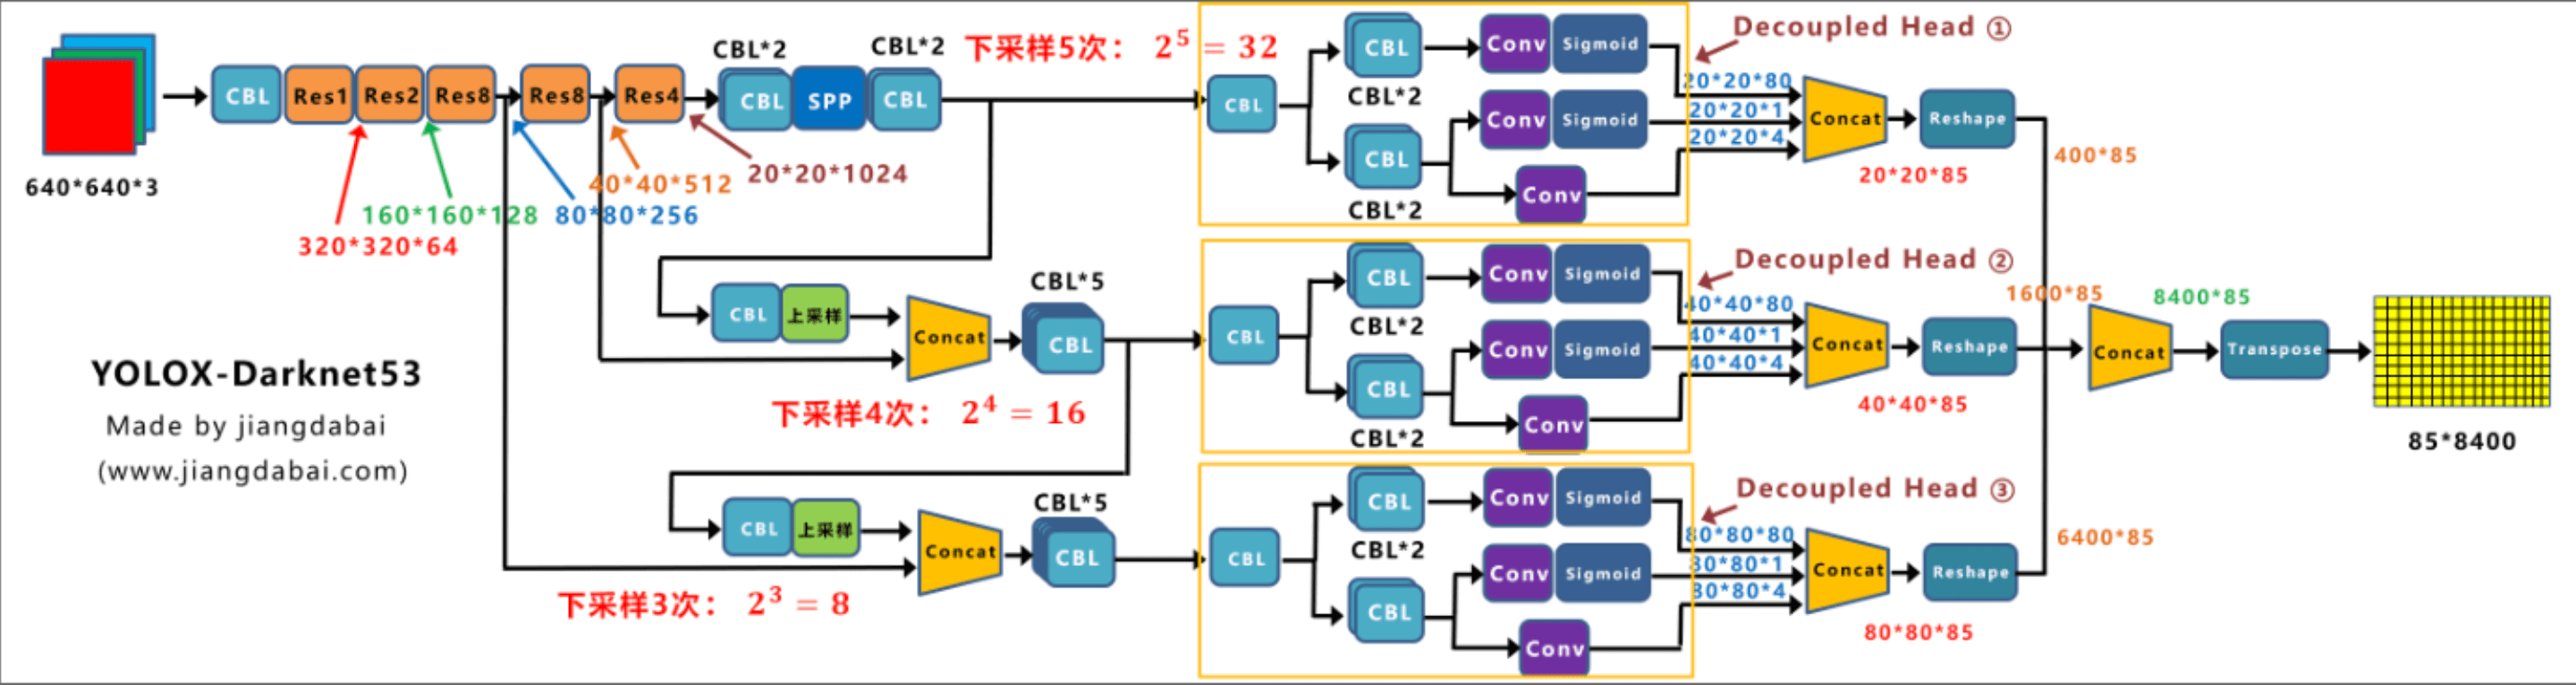 640*640*3
CBL
Res1
Res2
Res8
Res8
Res4
CBL*2
CBL
SPP
CBL*2
CBL
320*320*64
160*160*128
80*80*256
40*40*512
20*20*1024
下采样5次： 2^5 = 32
CBL
CBL
CBL*2
Conv
Sigmoid
Conv
Sigmoid
CBL
CBL*2
Conv
Decoupled Head ①
20*20*80
20*20*1
20*20*4
Concat
20*20*85
Reshape
400*85
CBL
上采样
Concat
CBL*5
CBL
下采样4次： 2^4 = 16
CBL
CBL
CBL*2
Conv
Sigmoid
Conv
Sigmoid
CBL
CBL*2
Conv
Decoupled Head ②
40*40*80
40*40*1
40*40*4
Concat
40*40*85
Reshape
1600*85
8400*85
Concat
Transpose
85*8400
YOLOX-Darknet53
Made by jiangdabai
(www.jiangdabai.com)
CBL
上采样
Concat
CBL*5
CBL
下采样3次： 2^3 = 8
CBL
CBL
CBL*2
Conv
Sigmoid
Conv
Sigmoid
CBL
Conv
Decoupled Head ③
80*80*80
80*80*1
80*80*4
Concat
80*80*85
Reshape
6400*85